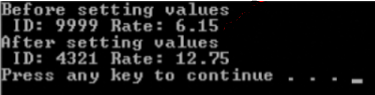 Before setting values
 ID: 9999 Rate: 6.15
After setting values
 ID: 4321 Rate: 12.75
Press any key to continue . . . _